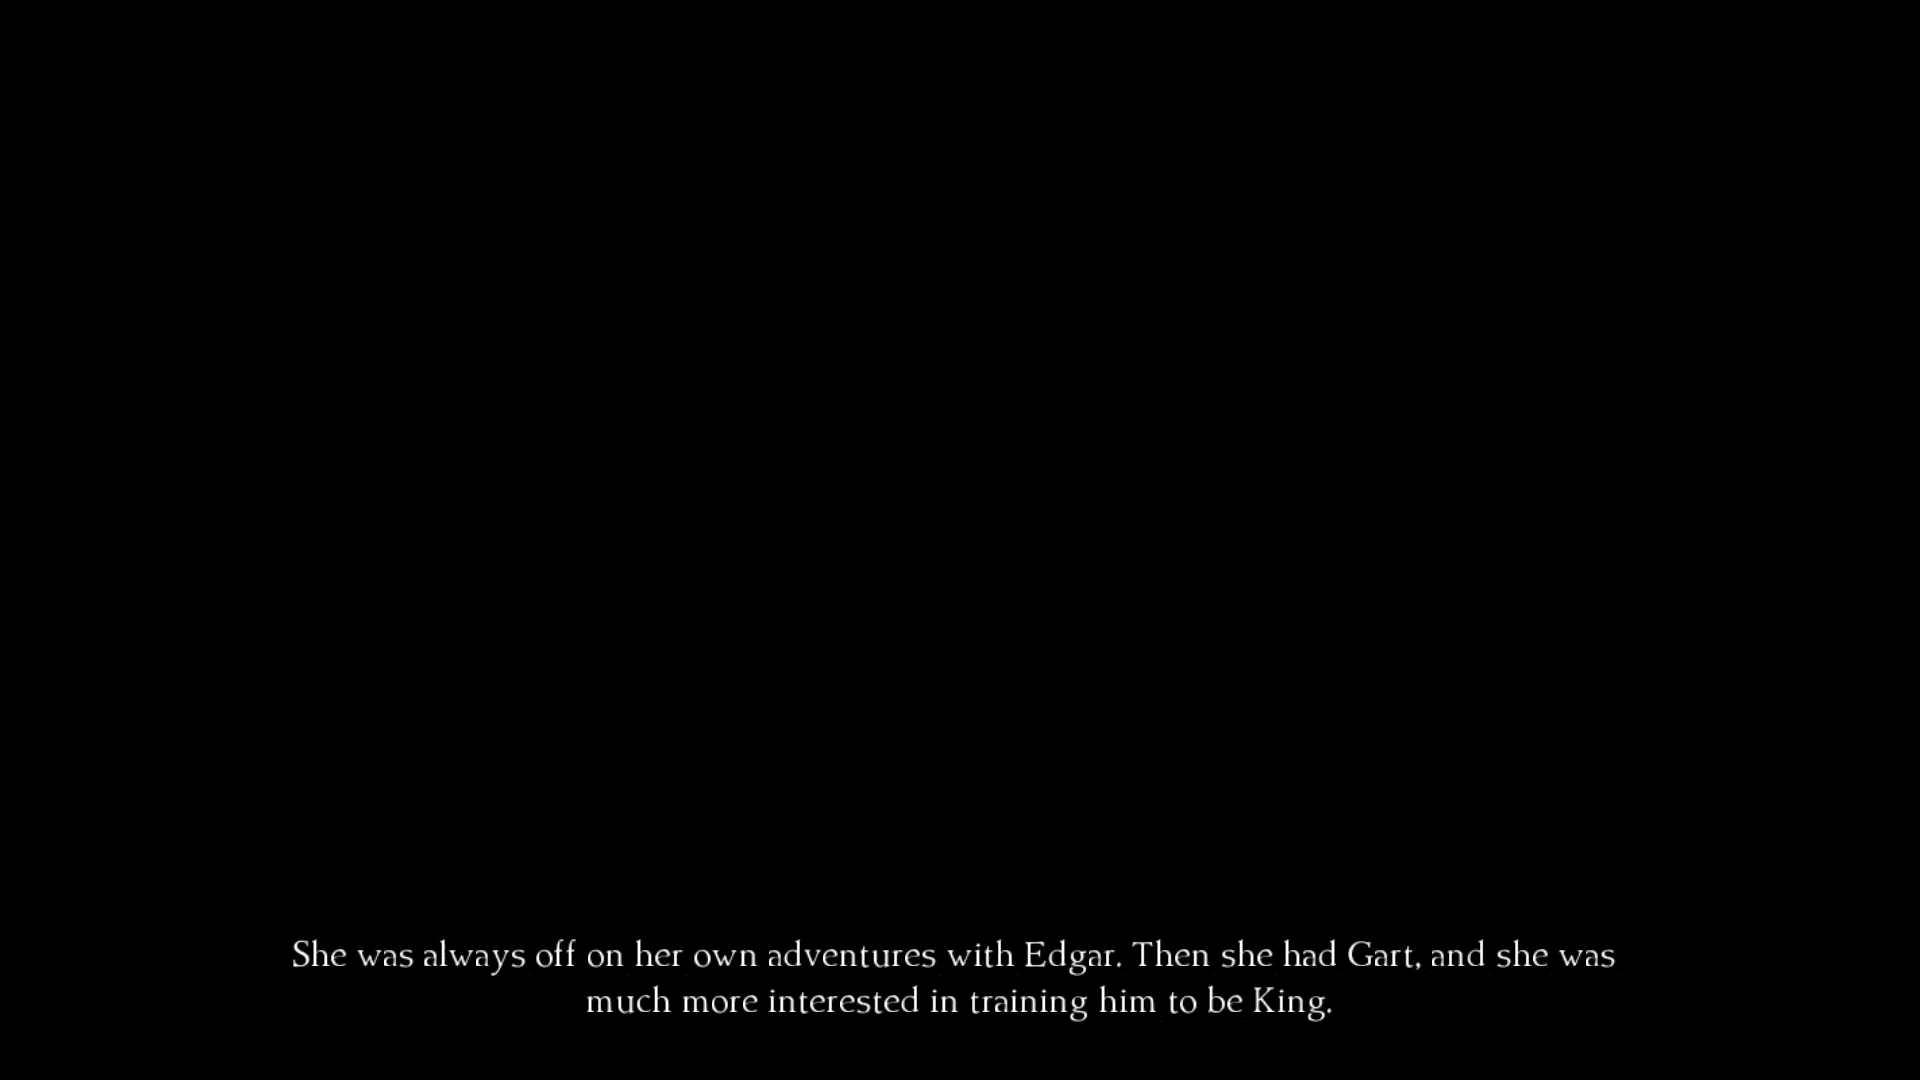 She was always off on her own adventures with Edgar. Then she had Gart, and she was
much more interested in training him to be King.